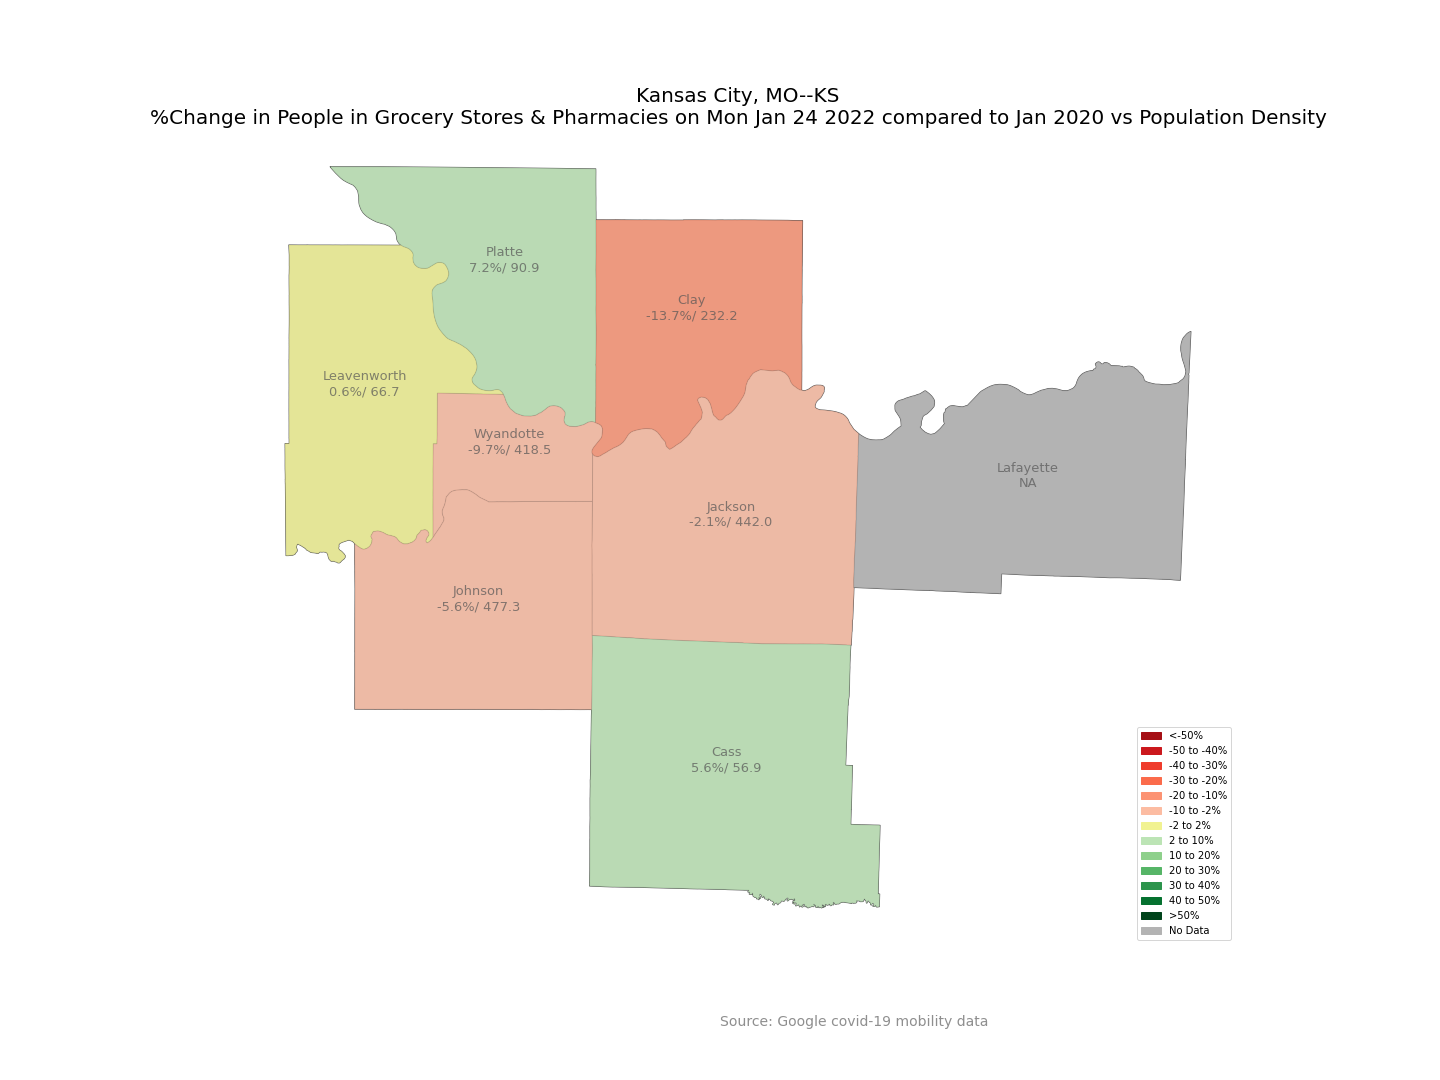 Kansas City, MO--KS
%Change in People in Grocery Stores & Pharmacies on Mon Jan 24 2022 compared to Jan 2020 vs Population Density
Platte
7.2%/ 90.9
Clay
-13.7%/ 232.2
Leavenworth
0.6%/ 66.7
Wyandotte
-9.7%/ 418.5
Lafayette
NA
Jackson
-2.1%/ 442.0
Johnson
-5.6%/ 477.3
Cass
5.6%/ 56.9
<-50%
-50 to -40%
-40 to -30%
-30 to -20%
-20 to -10%
-10 to -2%
-2 to 2%
2 to 10%
10 to 20%
20 to 30%
30 to 40%
40 to 50%
>50%
No Data
Source: Google covid-19 mobility data